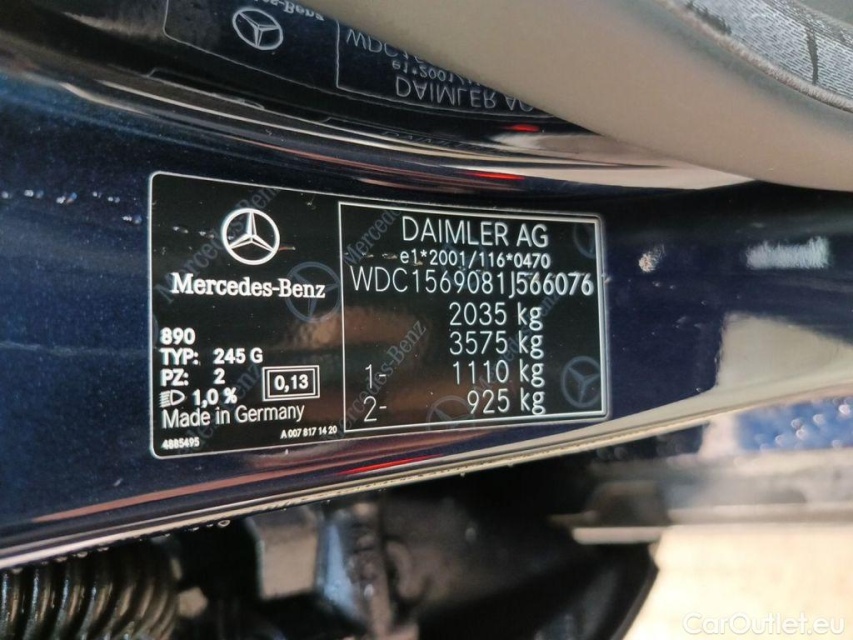 Mercedes-Benz
890
TYP: 245 G
PZ: 2
1,0 %
0,13
Made in Germany
4885495
A 007 817 14 20
DAIMLER AG
e1*2001/116*0470
WDC1569081J566076
2035 kg
3575 kg
1- 1110 kg
2- 925 kg
CarOutlet.eu